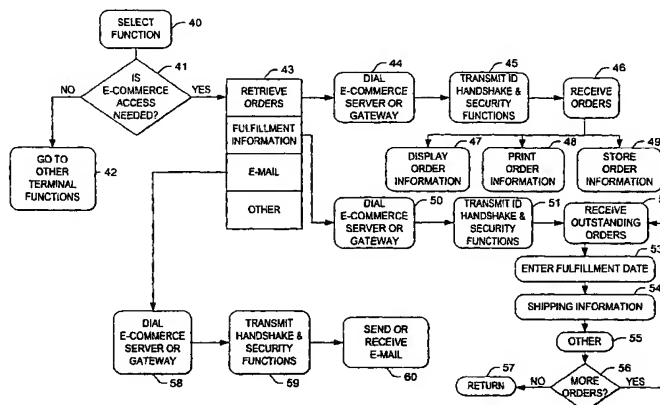 SELECT
FUNCTION
40
IS
E-COMMERCE
ACCESS
NEEDED?
41
NO
YES
GO TO
OTHER
TERMINAL
FUNCTIONS
42
43
RETRIEVE
ORDERS
FULFILLMENT
INFORMATION
E-MAIL
OTHER
DIAL
E-COMMERCE
SERVER OR
GATEWAY
44
TRANSMIT ID
HANDSHAKE &
SECURITY
FUNCTIONS
45
RECEIVE
ORDERS
46
DISPLAY
ORDER
INFORMATION
47
PRINT
ORDER
INFORMATION
48
STORE
ORDER
INFORMATION
49
DIAL
E-COMMERCE
SERVER OR
GATEWAY
50
TRANSMIT ID
HANDSHAKE &
SECURITY
FUNCTIONS
51
RECEIVE
OUTSTANDING
ORDERS
ENTER FULFILLMENT DATE
53
SHIPPING INFORMATION
54
OTHER
55
MORE
ORDERS?
56
NO
YES
RETURN
57
DIAL
E-COMMERCE
SERVER OR
GATEWAY
58
TRANSMIT
HANDSHAKE &
SECURITY
FUNCTIONS
59
SEND OR
RECEIVE
E-MAIL
60